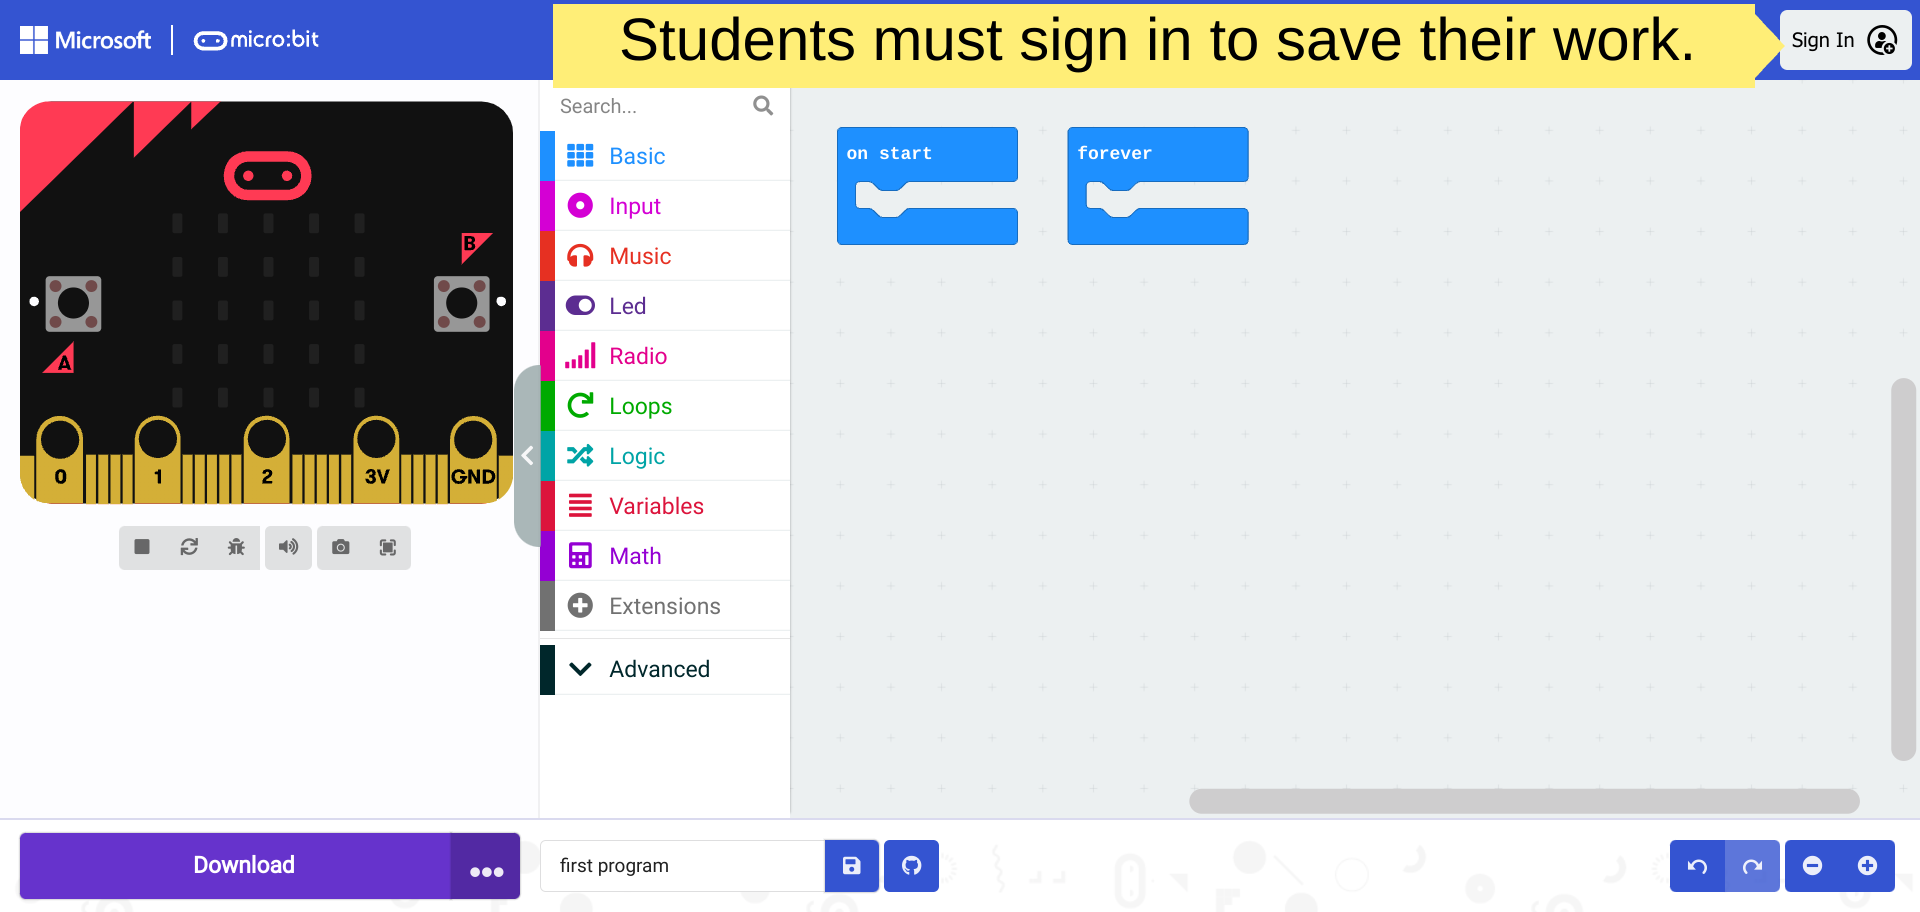 Microsoft
micro:bit
Students must sign in to save their work.
Sign In
B
A
0
1
2
3V
GND
Search...
Basic
Input
Music
Led
Radio
Loops
Logic
Variables
Math
Extensions
Advanced
on start
forever
Download
first program